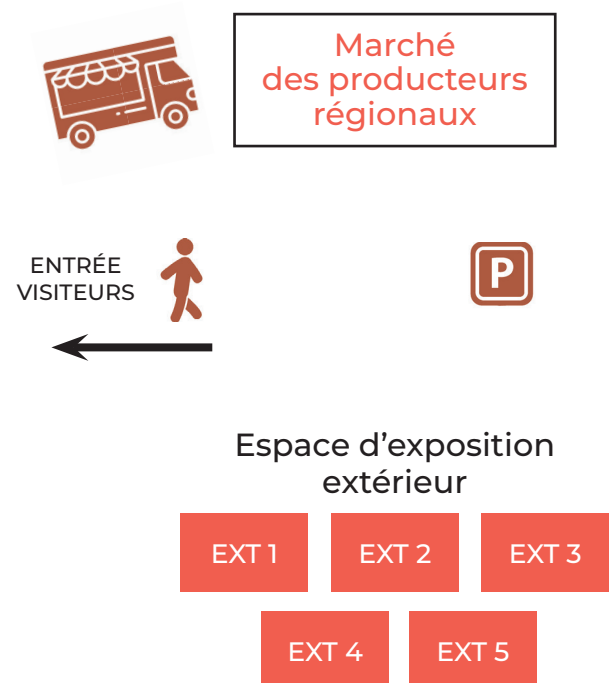 Marché
des producteurs
régionaux
ENTRÉE
VISITEURS
P
Espace d’exposition
extérieur
EXT 1
EXT 2
EXT 3
EXT 4
EXT 5